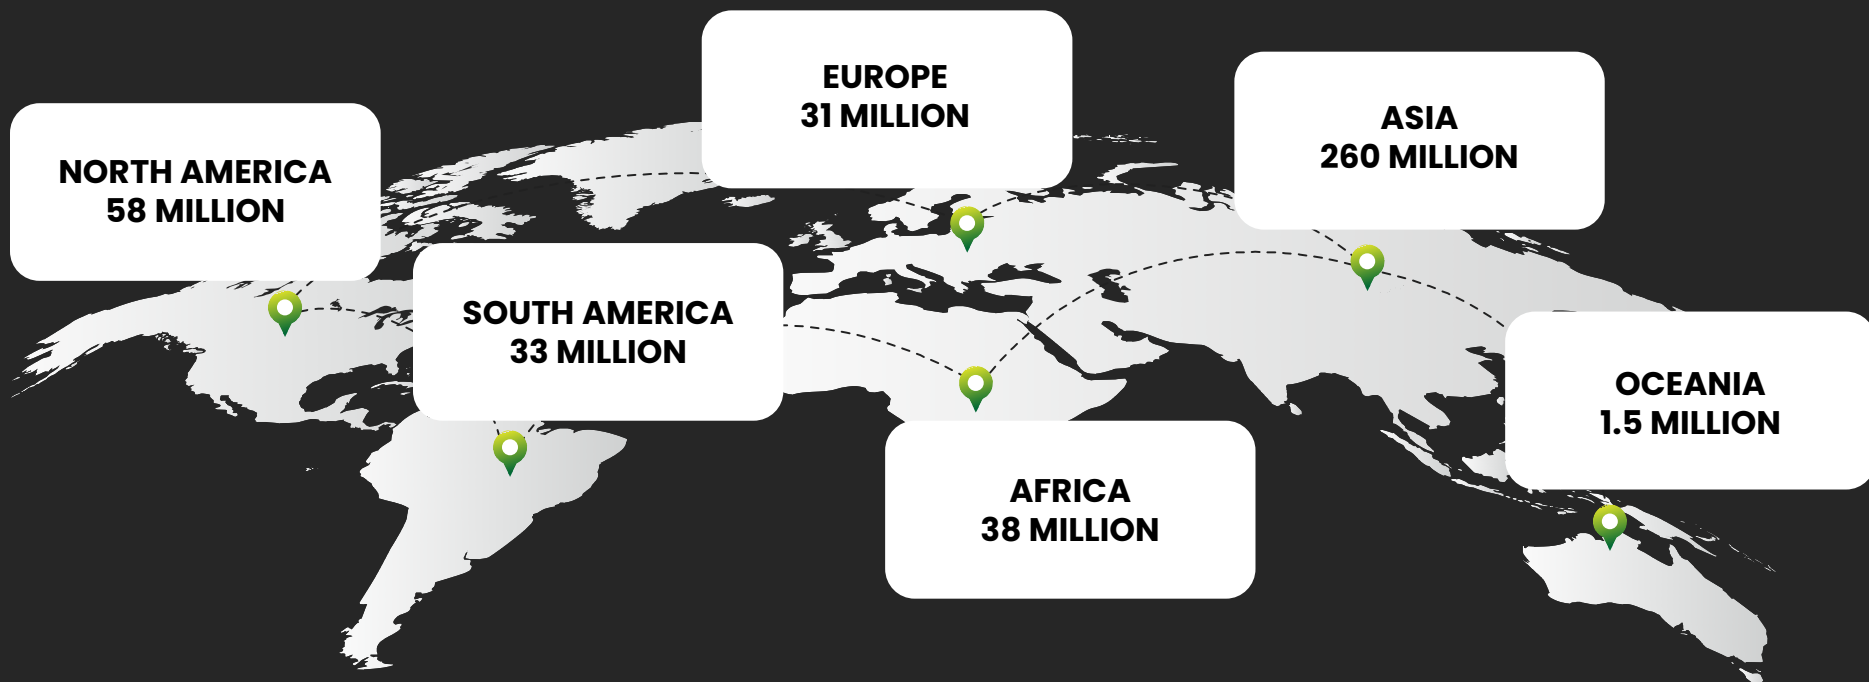 EUROPE
31 MILLION
ASIA
260 MILLION
NORTH AMERICA
58 MILLION
SOUTH AMERICA
33 MILLION
OCEANIA
1.5 MILLION
AFRICA
38 MILLION